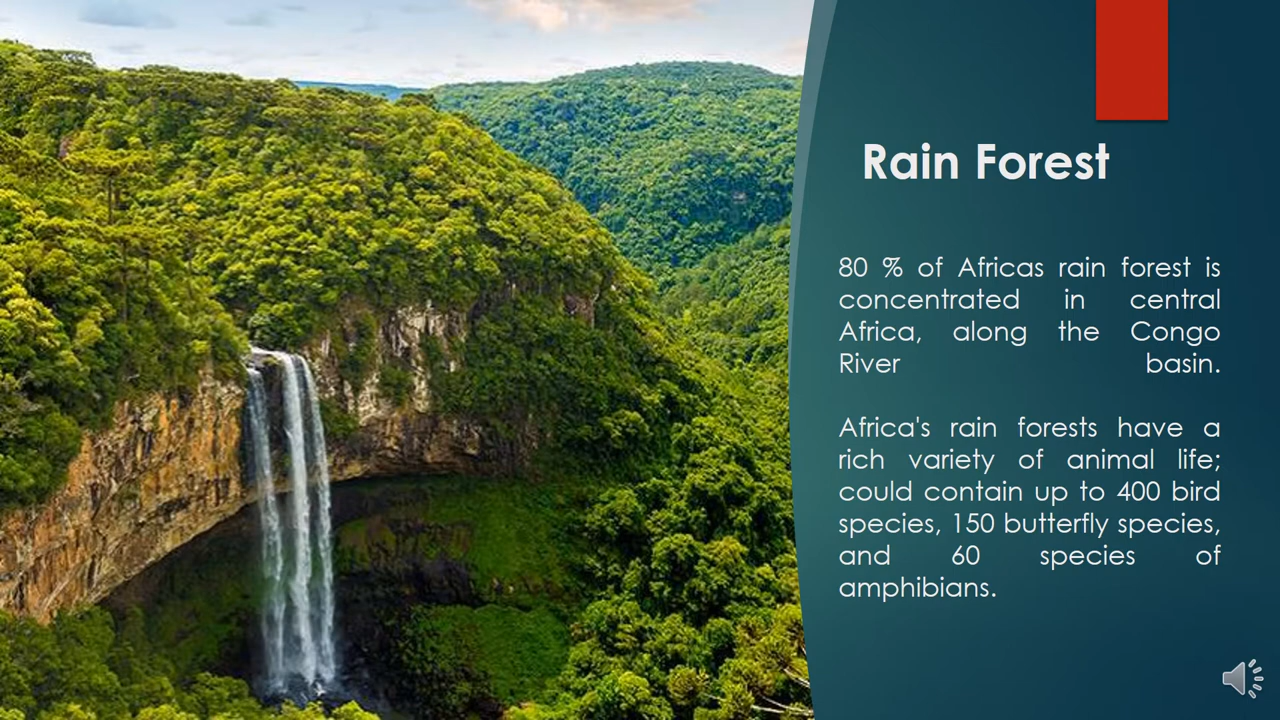 Rain Forest
80 % of Africas rain forest is
concentrated in central
Africa, along the Congo
River basin.
Africa's rain forests have a
rich variety of animal life;
could contain up to 400 bird
species, 150 butterfly species,
and 60 species of
amphibians.